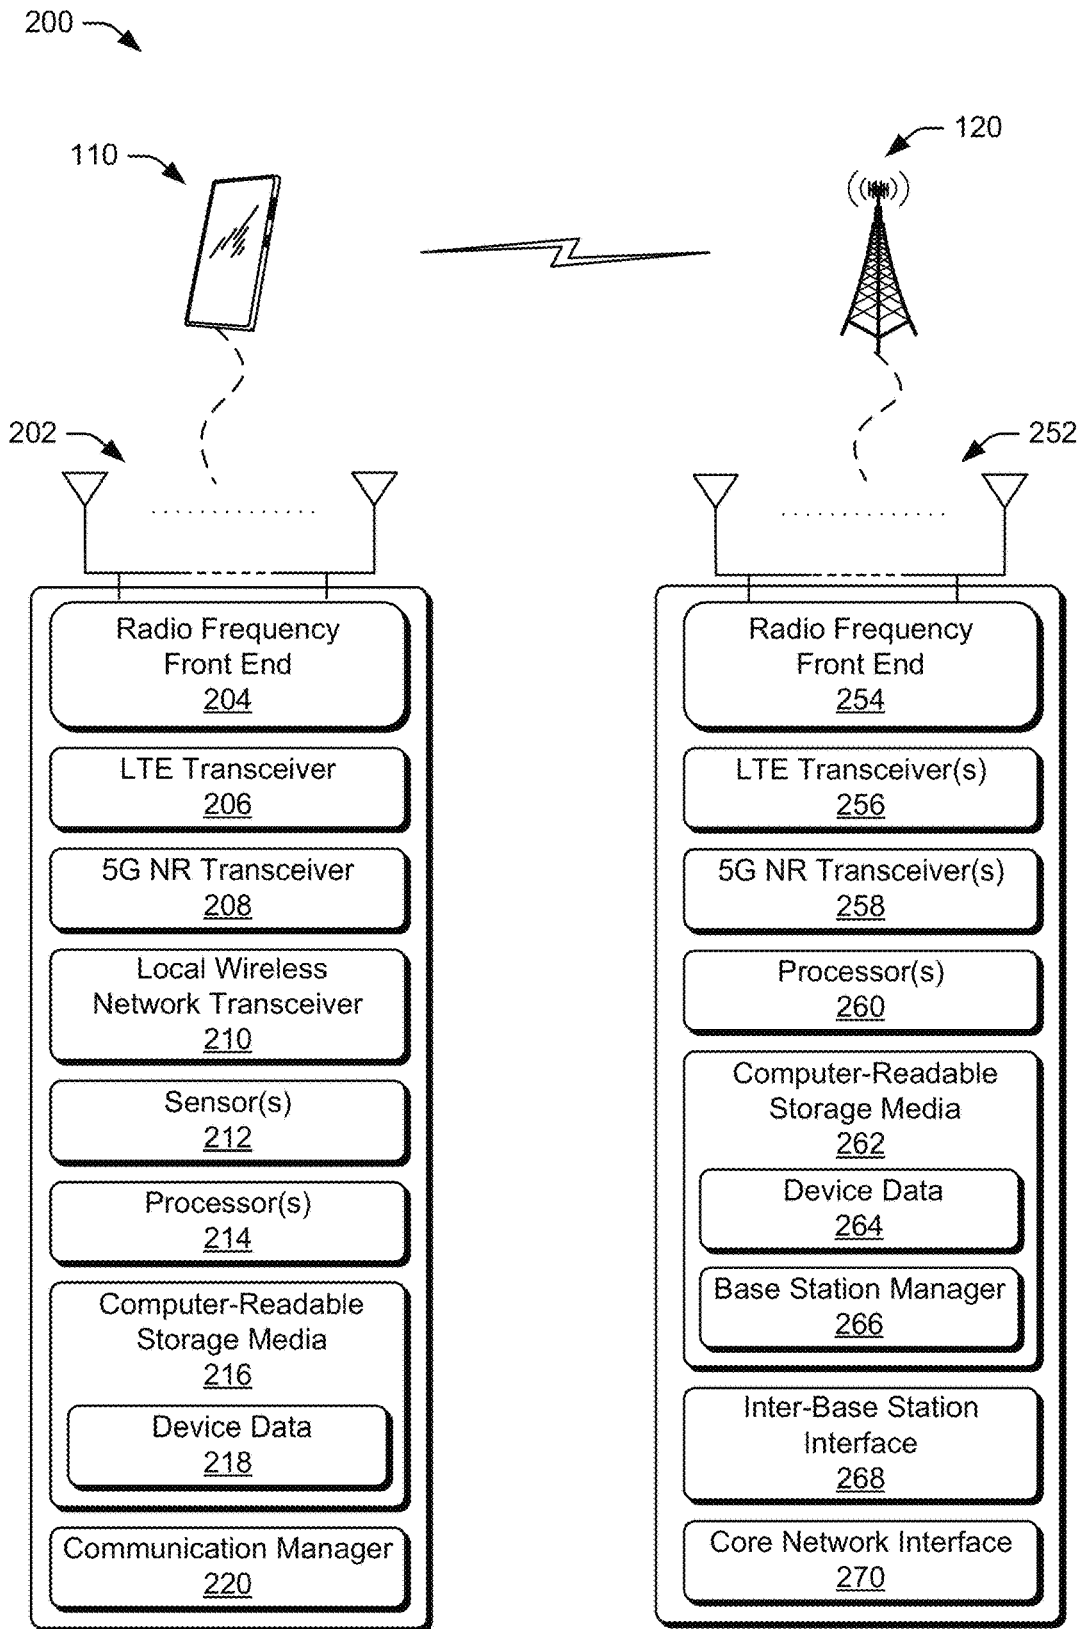 200
110
120
202
252
Radio Frequency
Front End
204
LTE Transceiver
206
5G NR Transceiver
208
Local Wireless
Network Transceiver
210
Sensor(s)
212
Processor(s)
214
Computer-Readable
Storage Media
216
Device Data
218
Communication Manager
220
Radio Frequency
Front End
254
LTE Transceiver(s)
256
5G NR Transceiver(s)
258
Processor(s)
260
Computer-Readable
Storage Media
262
Device Data
264
Base Station Manager
266
Inter-Base Station
Interface
268
Core Network Interface
270